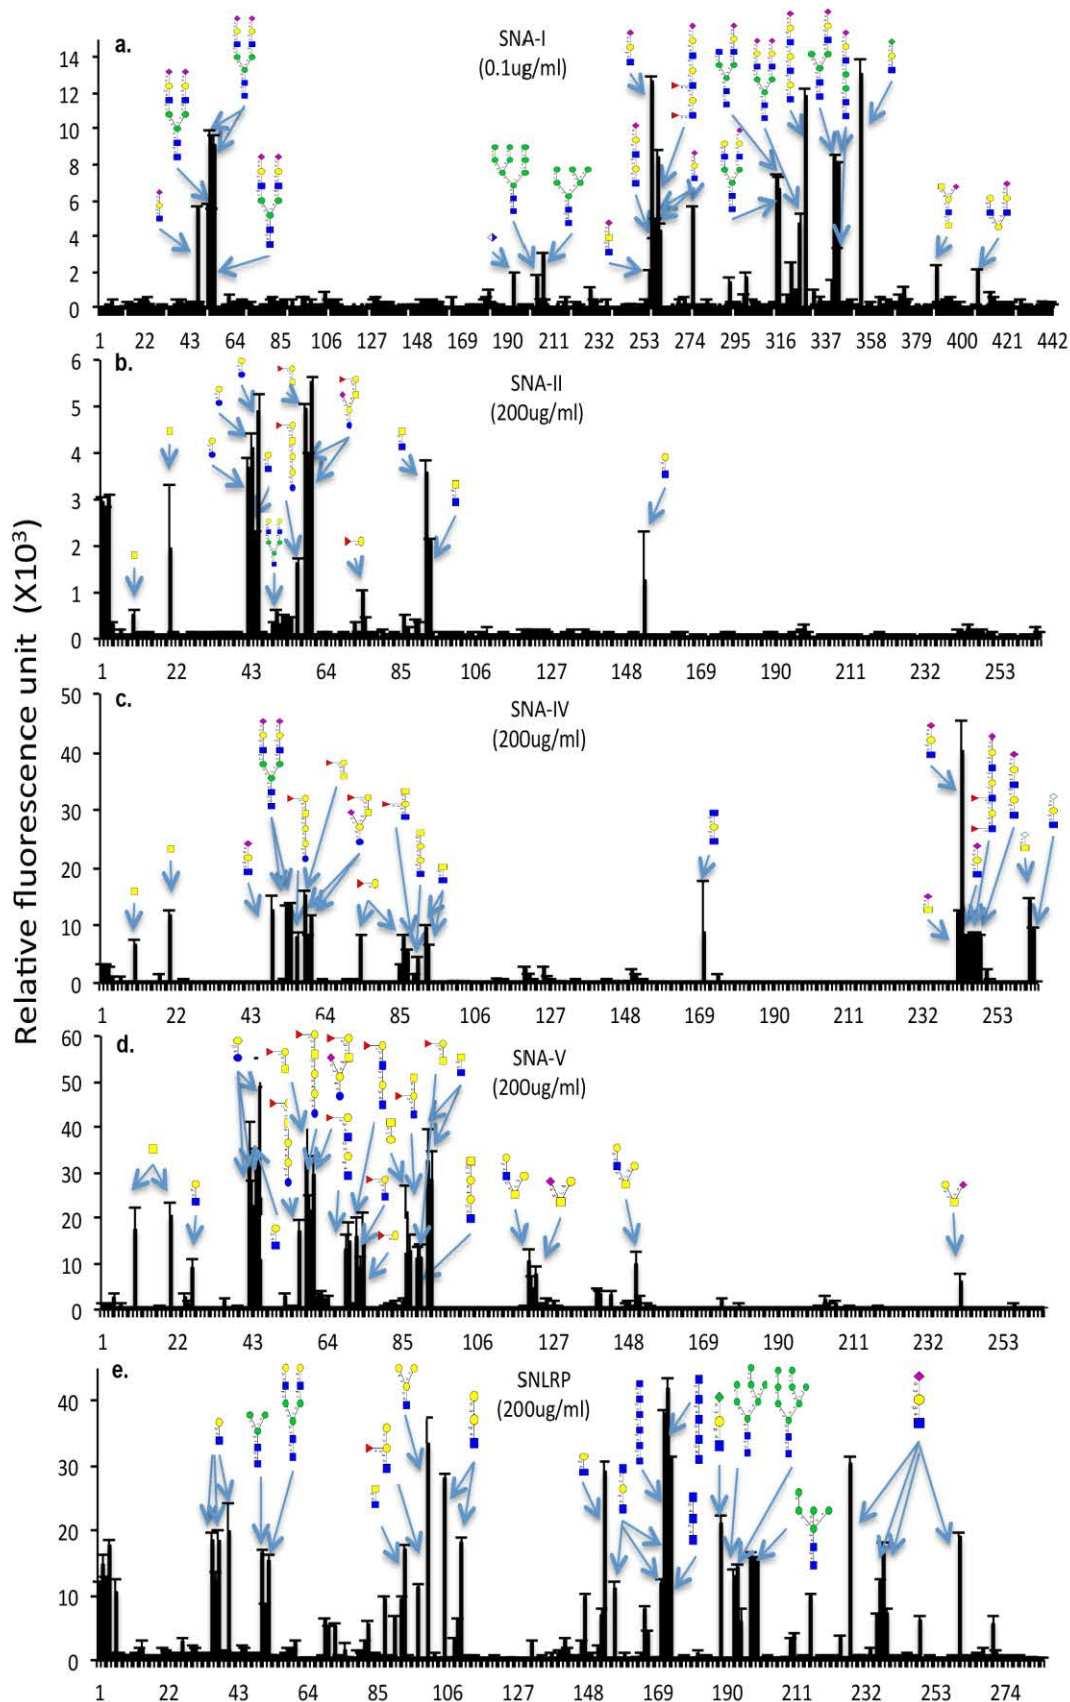 Relative fluorescence unit (X10³)
a.
SNA-I
(0.1ug/ml)
14
12
10
8
6
4
2
0
1 22 43 64 85 106 127 148 169 190 211 232 253 274 295 316 337 358 379 400 421 442
b.
SNA-II
(200ug/ml)
6
5
4
3
2
1
0
1 22 43 64 85 106 127 148 169 190 211 232 253
c.
SNA-IV
(200ug/ml)
50
40
30
20
10
0
1 22 43 64 85 106 127 148 169 190 211 232 253
d.
SNA-V
(200ug/ml)
60
50
40
30
20
10
0
1 22 43 64 85 106 127 148 169 190 211 232 253
e.
SNLRP
(200ug/ml)
40
30
20
10
0
1 22 43 64 85 106 127 148 169 190 211 232 253 274